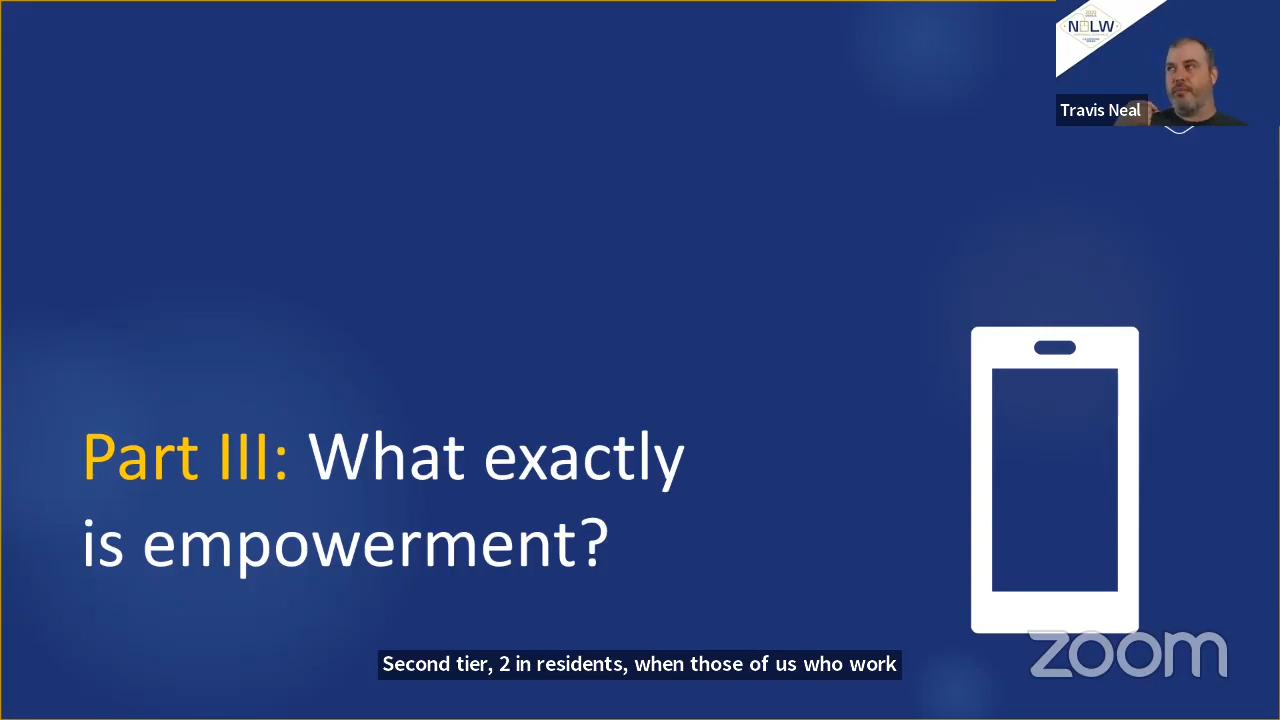 NLW
Travis Neal
Part III: What exactly
is empowerment?
Second tier, 2 in residents, when those of us who work
zoom